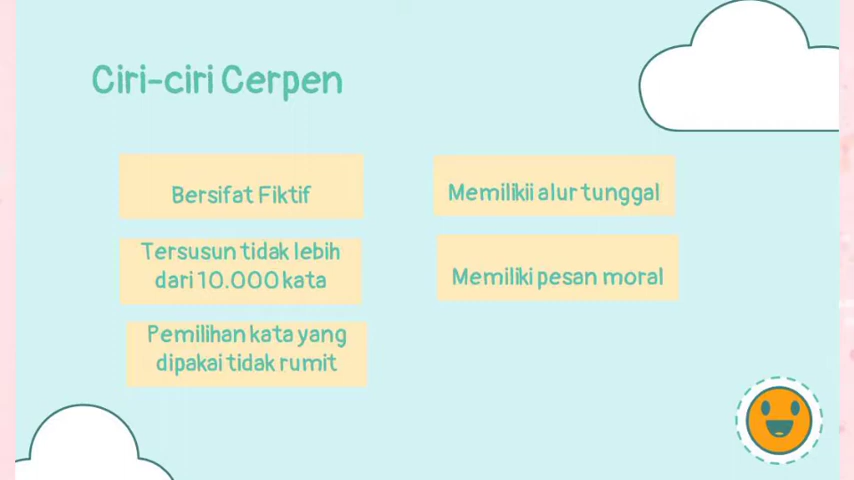 Ciri-ciri Cerpen
Bersifat Fiktif
Tersusun tidak lebih
dari 10.000 kata
Pemilihan kata yang
dipakai tidak rumit
Memilikii alur tunggal
Memiliki pesan moral